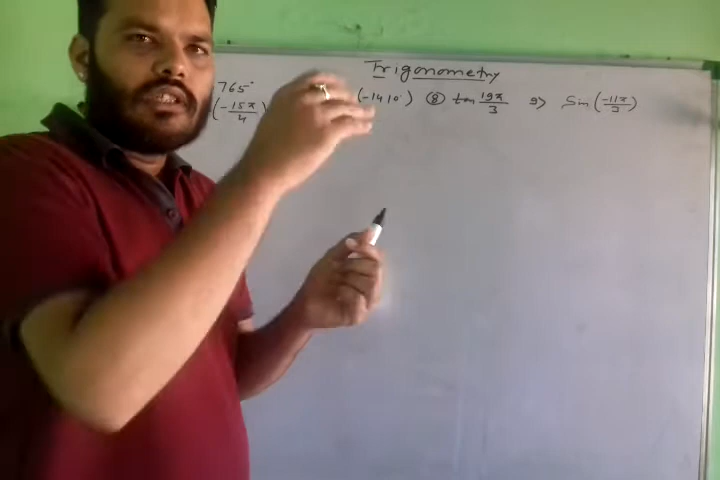 Trigonometry
765°
(-15π/4) (-1410°) ⑧ tan 19π/3 9) Sin(-11π/3)